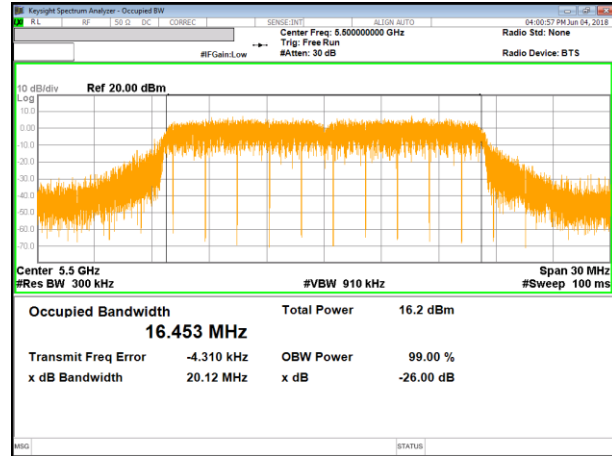 Keysight Spectrum Analyzer - Occupied BW
RL RF 50 Ω DC CORREC SENSE:INT ALIGN AUTO 04:00:57 PM Jun 04, 2018
Center Freq: 5.500000000 GHz Radio Std: None
Trig: Free Run
#IFGain:Low #Atten: 30 dB Radio Device: BTS
10 dB/div Ref 20.00 dBm
Log
10.0
0.00
-10.0
-20.0
-30.0
-40.0
-50.0
-60.0
-70.0
Center 5.5 GHz Span 30 MHz
#Res BW 300 kHz #VBW 910 kHz #Sweep 100 ms
Occupied Bandwidth Total Power 16.2 dBm
16.453 MHz
Transmit Freq Error -4.310 kHz OBW Power 99.00 %
x dB Bandwidth 20.12 MHz x dB -26.00 dB
MSG STATUS